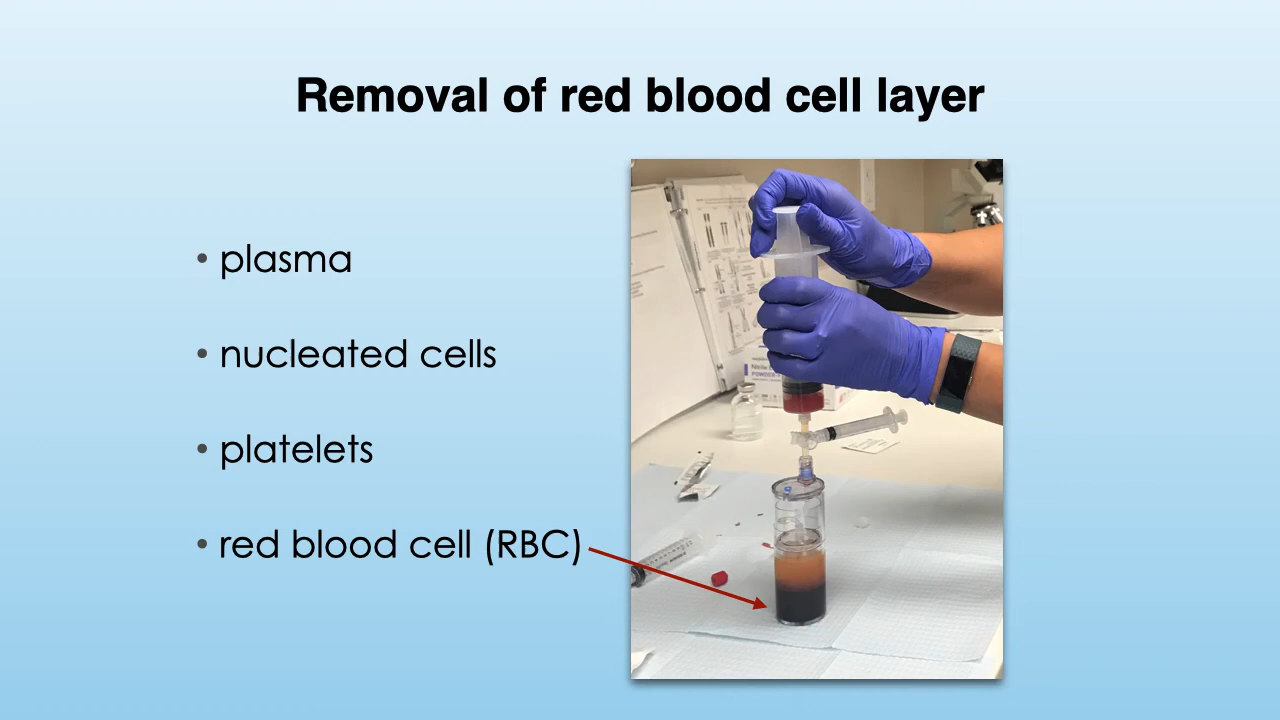 Removal of red blood cell layer
• plasma
• nucleated cells
• platelets
• red blood cell (RBC)